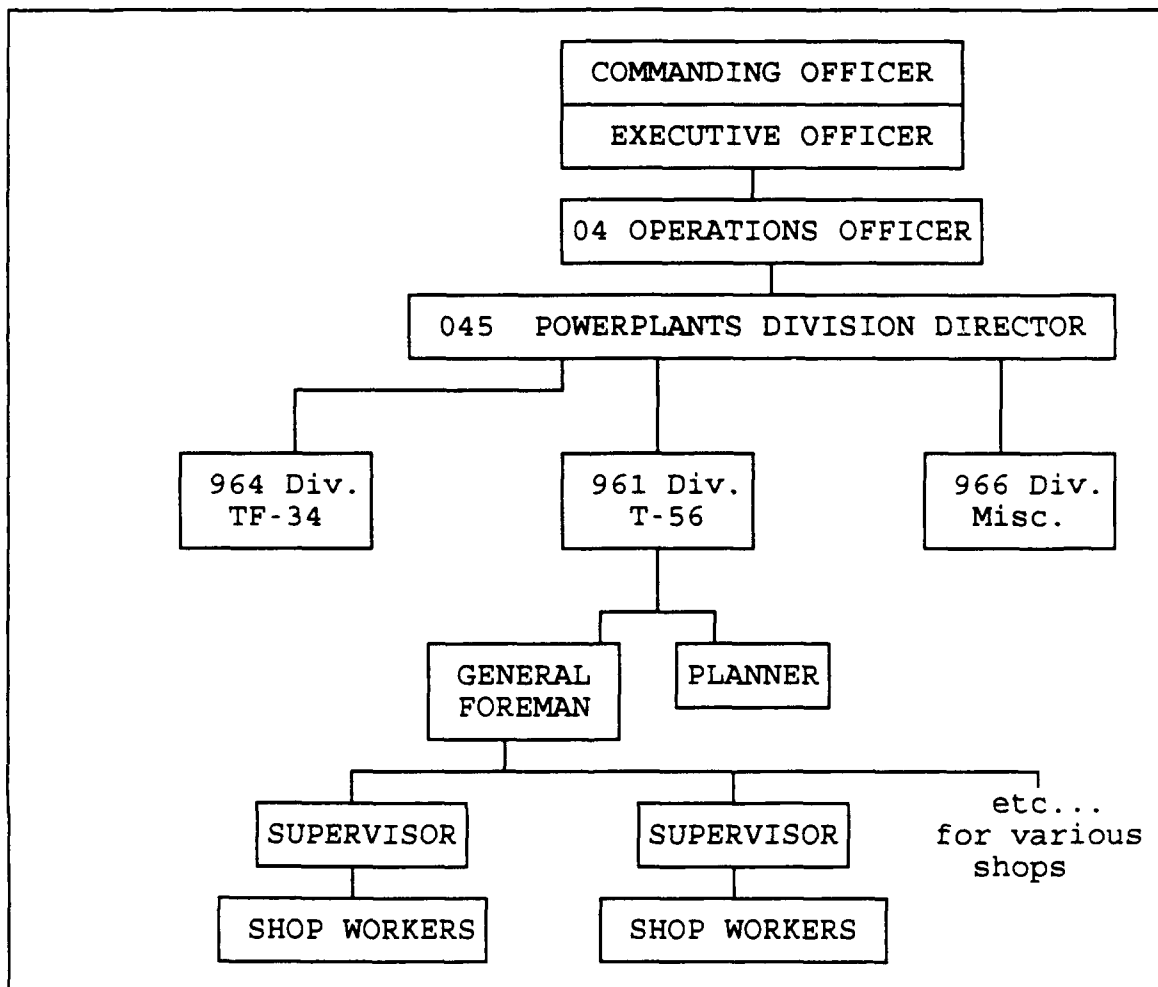 COMMANDING OFFICER
EXECUTIVE OFFICER
04 OPERATIONS OFFICER
045 POWERPLANTS DIVISION DIRECTOR
964 Div.
TF-34
961 Div.
T-56
966 Div.
Misc.
GENERAL
FOREMAN
PLANNER
SUPERVISOR
SUPERVISOR
etc...
for various
shops
SHOP WORKERS
SHOP WORKERS